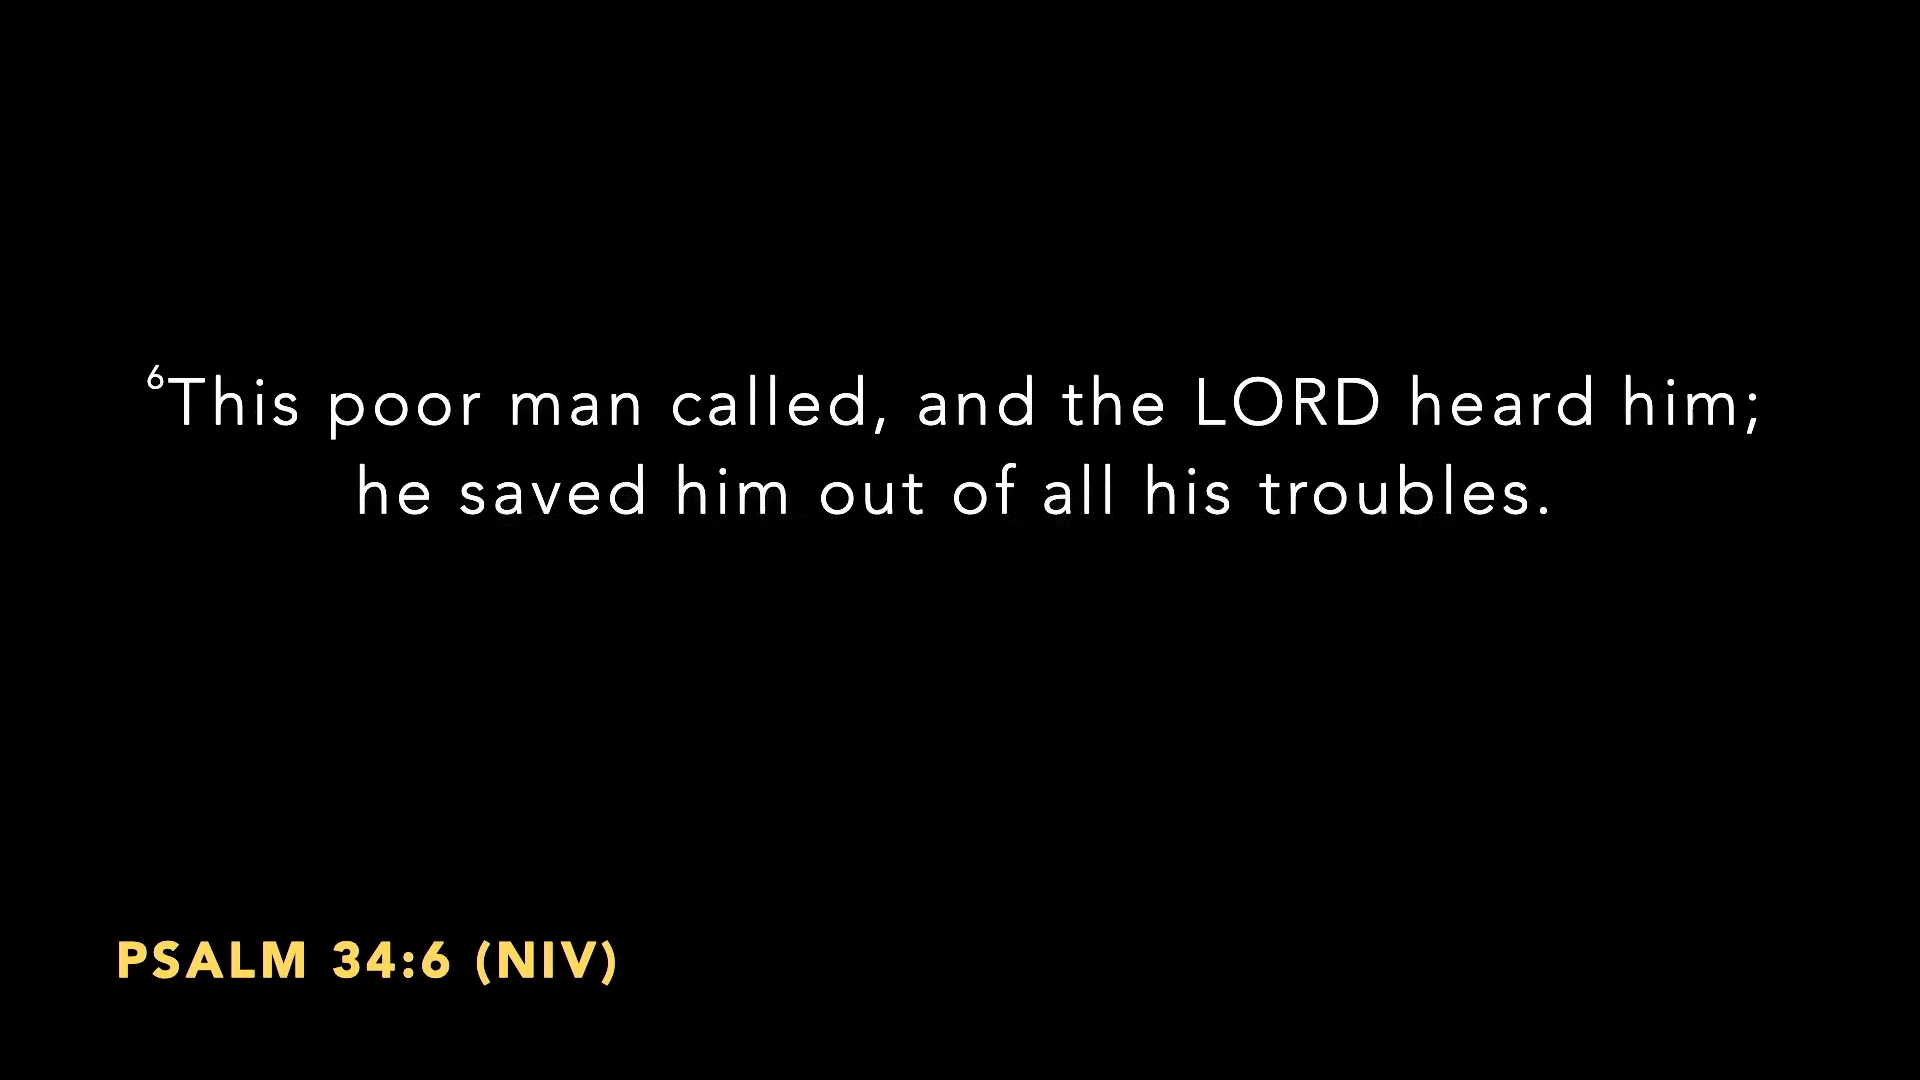 ⁶This poor man called, and the LORD heard him;
he saved him out of all his troubles.
PSALM 34:6 (NIV)